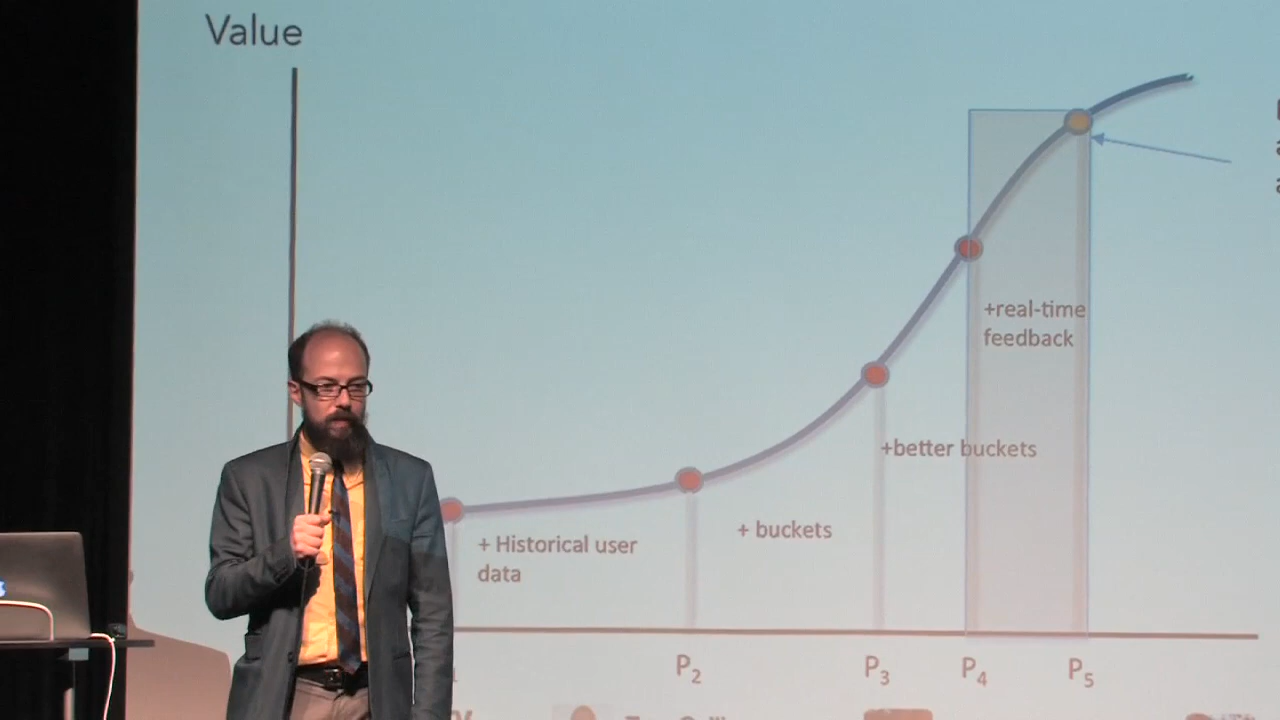 Value
+real-time
feedback
+better buckets
+ buckets
+ Historical user
data
P2
P3
P4
P5